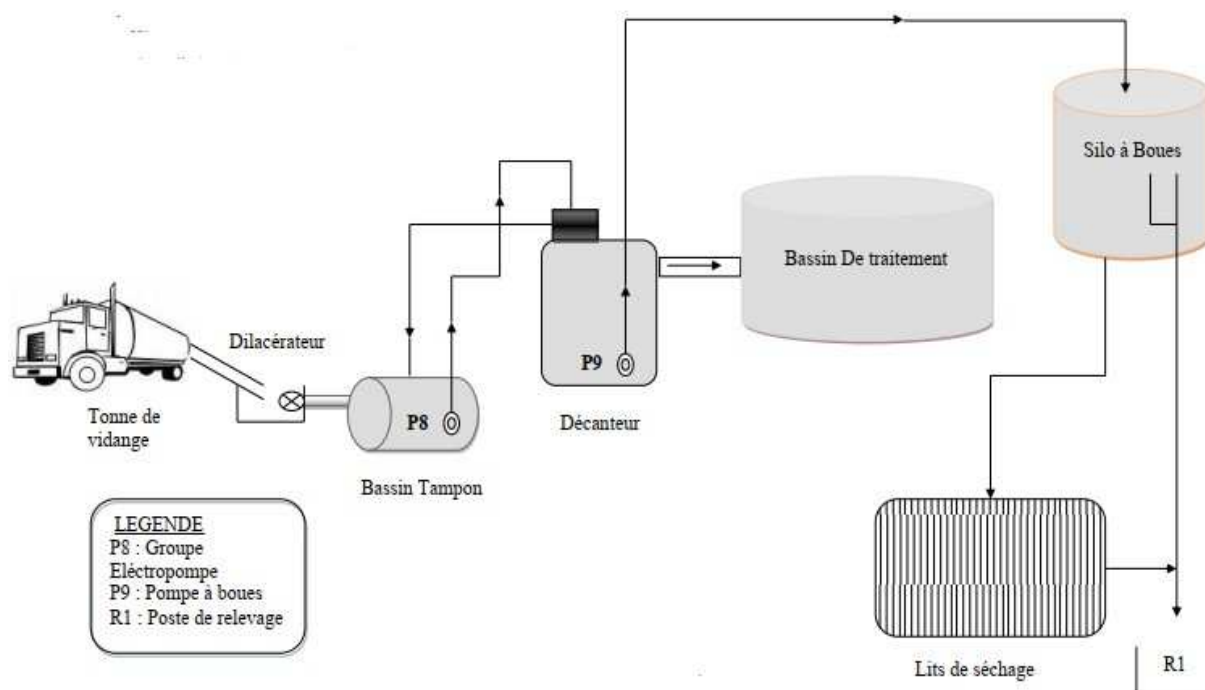 Silo à Boues
Bassin De traitement
Dilacérateur
P9
P8
Tonne de
vidange
Décanteur
Bassin Tampon
LEGENDE
P8 : Groupe
Eléctropompe
P9 : Pompe à boues
R1 : Poste de relevage
Lits de séchage
R1